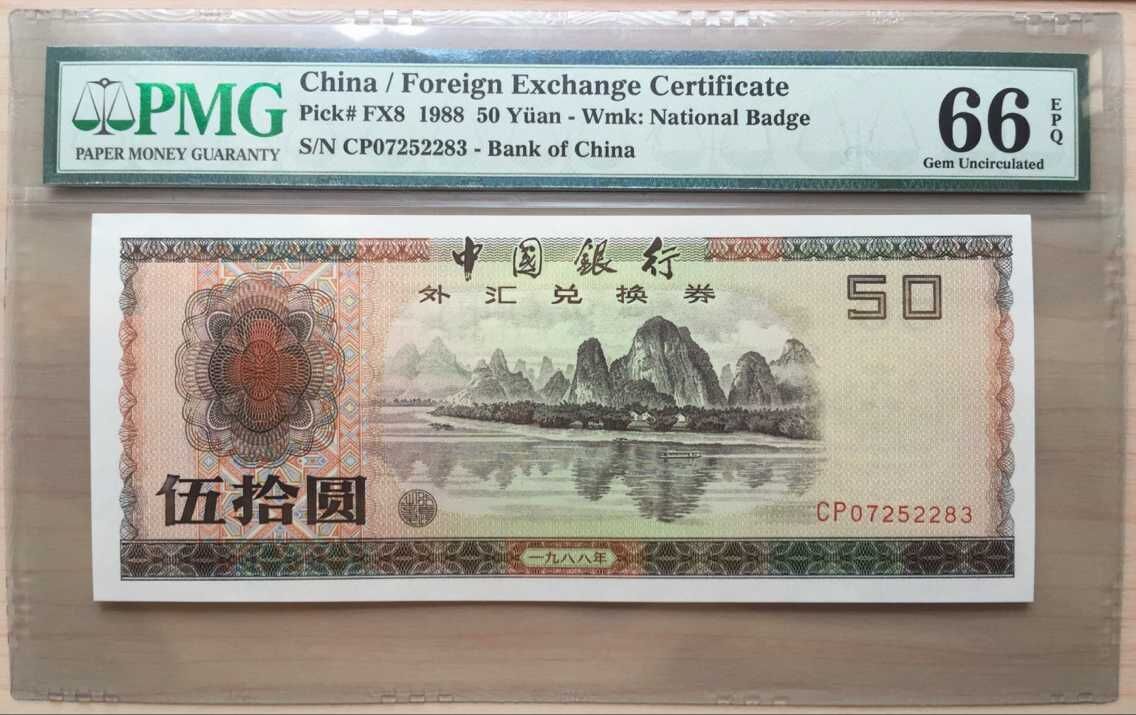 PMG
PAPER MONEY GUARANTY
China / Foreign Exchange Certificate
Pick# FX8 1988 50 Yüan - Wmk: National Badge
S/N CP07252283 - Bank of China
66
EPQ
Gem Uncirculated
中國銀行
外汇兑换券
50
伍拾圆
CP07252283
一九八八年